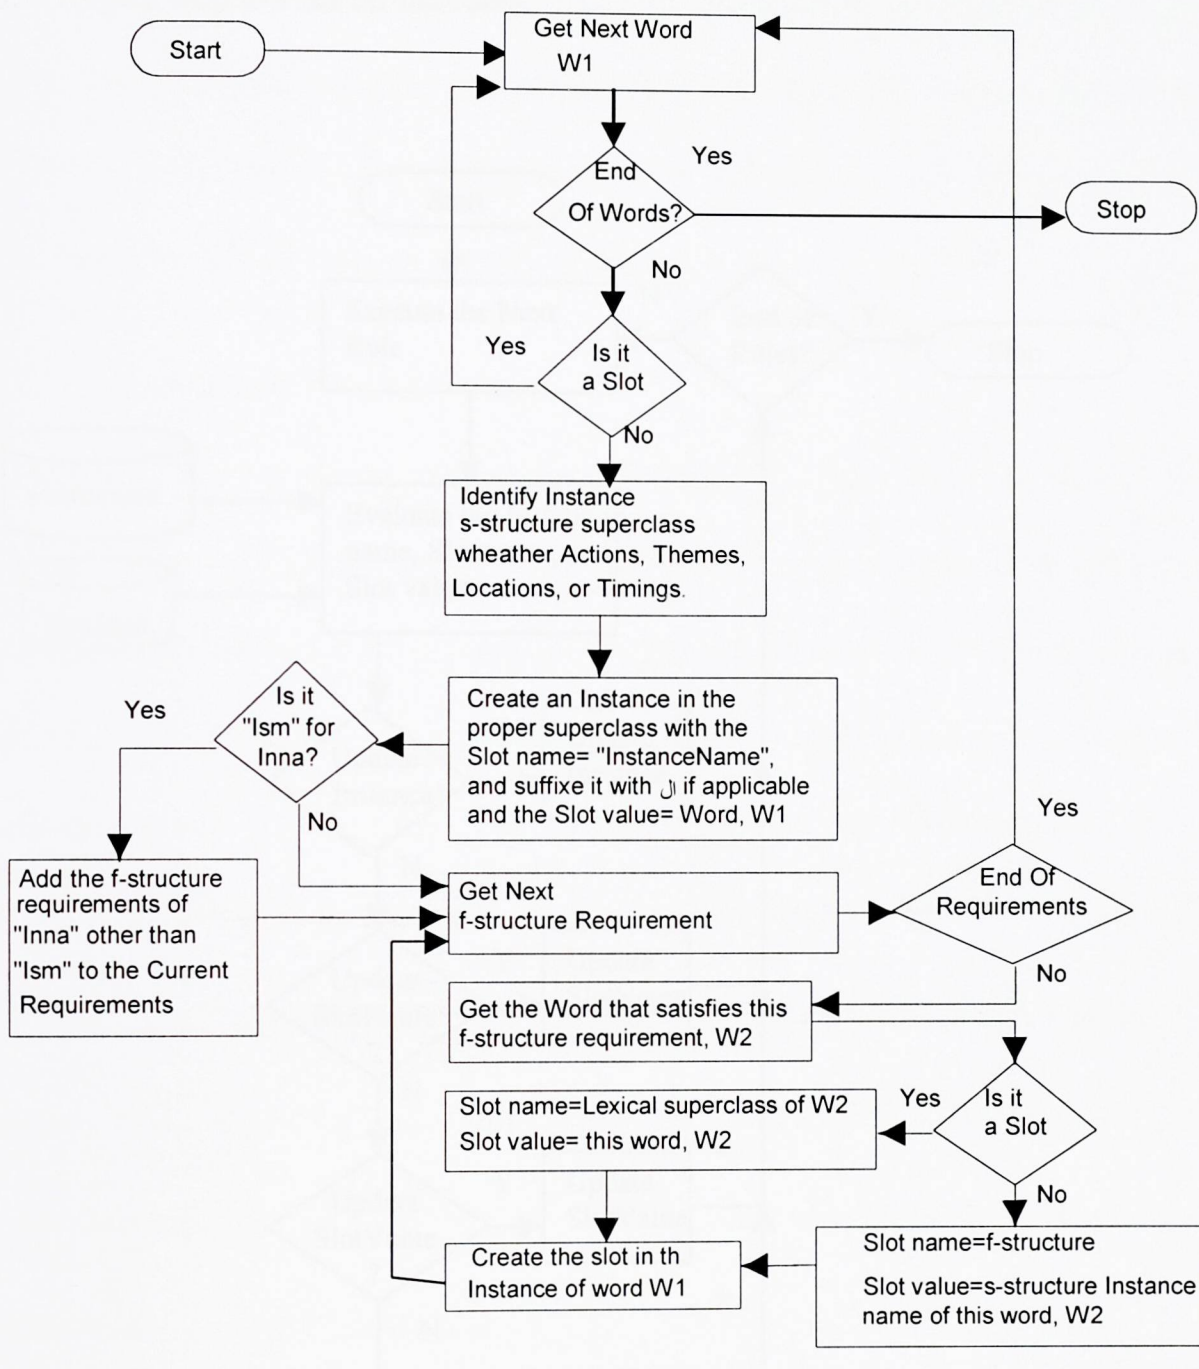 Start
Get Next Word
W1
Yes
End
Of Words?
Stop
No
Yes
Is it
a Slot
No
Identify Instance
s-structure superclass
wheather Actions, Themes,
Locations, or Timings.
Create an Instance in the
proper superclass with the
Slot name= "InstanceName",
and suffixe it with ال if applicable
and the Slot value= Word, W1
Is it
"Ism" for
Inna?
Yes
No
Add the f-structure
requirements of
"Inna" other than
"Ism" to the Current
Requirements
Get Next
f-structure Requirement
Yes
End Of
Requirements
No
Get the Word that satisfies this
f-structure requirement, W2
Is it
a Slot
Yes
Slot name=Lexical superclass of W2
Slot value= this word, W2
No
Slot name=f-structure
Slot value=s-structure Instance
name of this word, W2
Create the slot in th
Instance of word W1